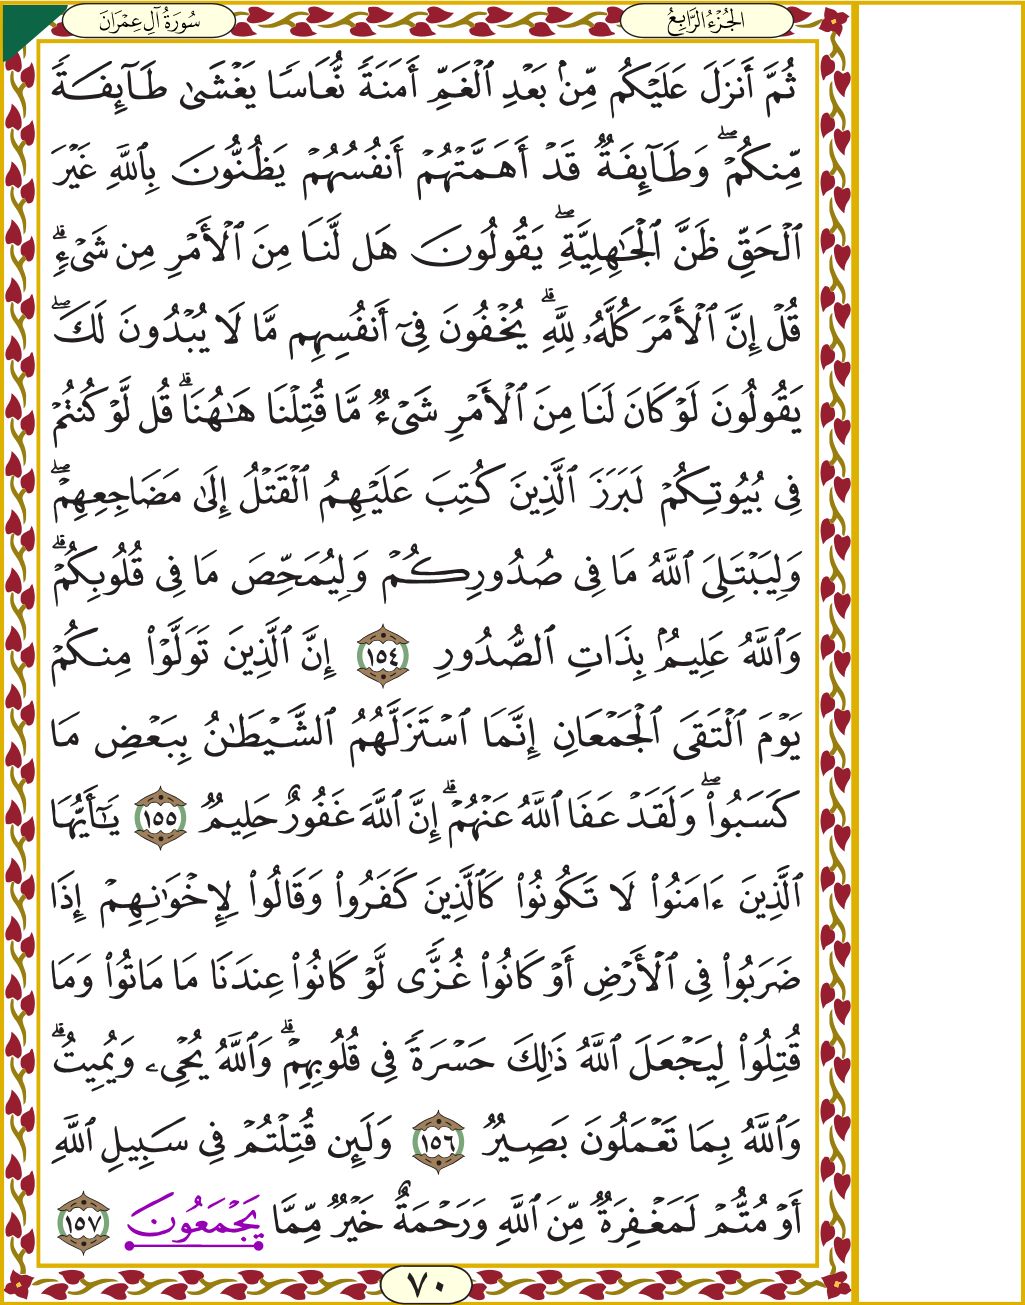 الجُزْءُ الرَّابِعُ
سُورَةُ آلِ عِمْرَانَ
ثُمَّ أَنزَلَ عَلَيْكُم مِّنۢ بَعْدِ ٱلْغَمِّ أَمَنَةً نُّعَاسًا يَغْشَىٰ طَآئِفَةً
مِّنكُمْ ۖ وَطَآئِفَةٌ قَدْ أَهَمَّتْهُمْ أَنفُسُهُمْ يَظُنُّونَ بِٱللَّهِ غَيْرَ
ٱلْحَقِّ ظَنَّ ٱلْجَـٰهِلِيَّةِ ۖ يَقُولُونَ هَل لَّنَا مِنَ ٱلْأَمْرِ مِن شَىْءٍ ۗ
قُلْ إِنَّ ٱلْأَمْرَ كُلَّهُۥ لِلَّهِ ۗ يُخْفُونَ فِىٓ أَنفُسِهِم مَّا لَا يُبْدُونَ لَكَ ۖ
يَقُولُونَ لَوْ كَانَ لَنَا مِنَ ٱلْأَمْرِ شَىْءٌ مَّا قُتِلْنَا هَـٰهُنَا ۗ قُل لَّوْ كُنتُمْ
فِى بُيُوتِكُمْ لَبَرَزَ ٱلَّذِينَ كُتِبَ عَلَيْهِمُ ٱلْقَتْلُ إِلَىٰ مَضَاجِعِهِمْ ۖ
وَلِيَبْتَلِىَ ٱللَّهُ مَا فِى صُدُورِكُمْ وَلِيُمَحِّصَ مَا فِى قُلُوبِكُمْ ۗ
وَٱللَّهُ عَلِيمٌۢ بِذَاتِ ٱلصُّدُورِ ١٥٤ إِنَّ ٱلَّذِينَ تَوَلَّوْا۟ مِنكُمْ
يَوْمَ ٱلْتَقَى ٱلْجَمْعَانِ إِنَّمَا ٱسْتَزَلَّهُمُ ٱلشَّيْطَـٰنُ بِبَعْضِ مَا
كَسَبُوا۟ ۖ وَلَقَدْ عَفَا ٱللَّهُ عَنْهُمْ ۗ إِنَّ ٱللَّهَ غَفُورٌ حَلِيمٌ ١٥٥ يَـٰٓأَيُّهَا
ٱلَّذِينَ ءَامَنُوا۟ لَا تَكُونُوا۟ كَٱلَّذِينَ كَفَرُوا۟ وَقَالُوا۟ لِإِخْوَٰنِهِمْ إِذَا
ضَرَبُوا۟ فِى ٱلْأَرْضِ أَوْ كَانُوا۟ غُزًّى لَّوْ كَانُوا۟ عِندَنَا مَا مَاتُوا۟ وَمَا
قُتِلُوا۟ لِيَجْعَلَ ٱللَّهُ ذَٰلِكَ حَسْرَةً فِى قُلُوبِهِمْ ۗ وَٱللَّهُ يُحْىِۦ وَيُمِيتُ ۗ
وَٱللَّهُ بِمَا تَعْمَلُونَ بَصِيرٌ ١٥٦ وَلَئِن قُتِلْتُمْ فِى سَبِيلِ ٱللَّهِ
أَوْ مُتُّمْ لَمَغْفِرَةٌ مِّنَ ٱللَّهِ وَرَحْمَةٌ خَيْرٌ مِّمَّا يَجْمَعُونَ ١٥٧
٧٠